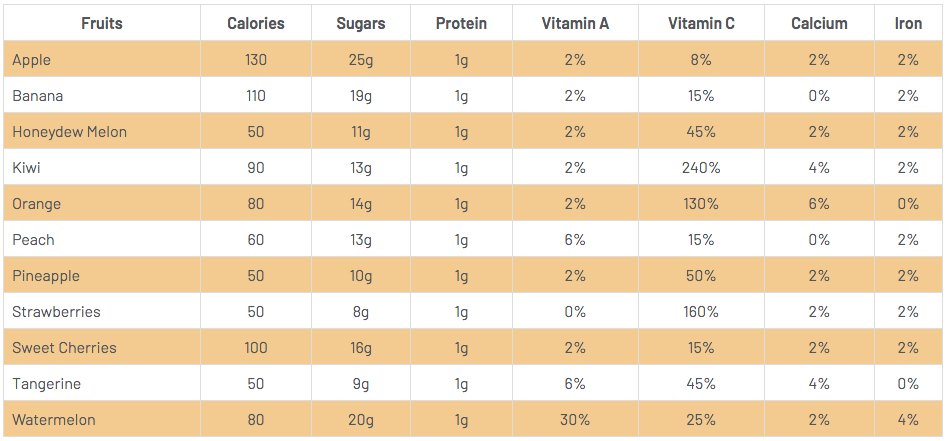 Fruits Calories Sugars Protein Vitamin A Vitamin C Calcium Iron
Apple 130 25g 1g 2% 8% 2% 2%
Banana 110 19g 1g 2% 15% 0% 2%
Honeydew Melon 50 11g 1g 2% 45% 2% 2%
Kiwi 90 13g 1g 2% 240% 4% 2%
Orange 80 14g 1g 2% 130% 6% 0%
Peach 60 13g 1g 6% 15% 0% 2%
Pineapple 50 10g 1g 2% 50% 2% 2%
Strawberries 50 8g 1g 0% 160% 2% 2%
Sweet Cherries 100 16g 1g 2% 15% 2% 2%
Tangerine 50 9g 1g 6% 45% 4% 0%
Watermelon 80 20g 1g 30% 25% 2% 4%